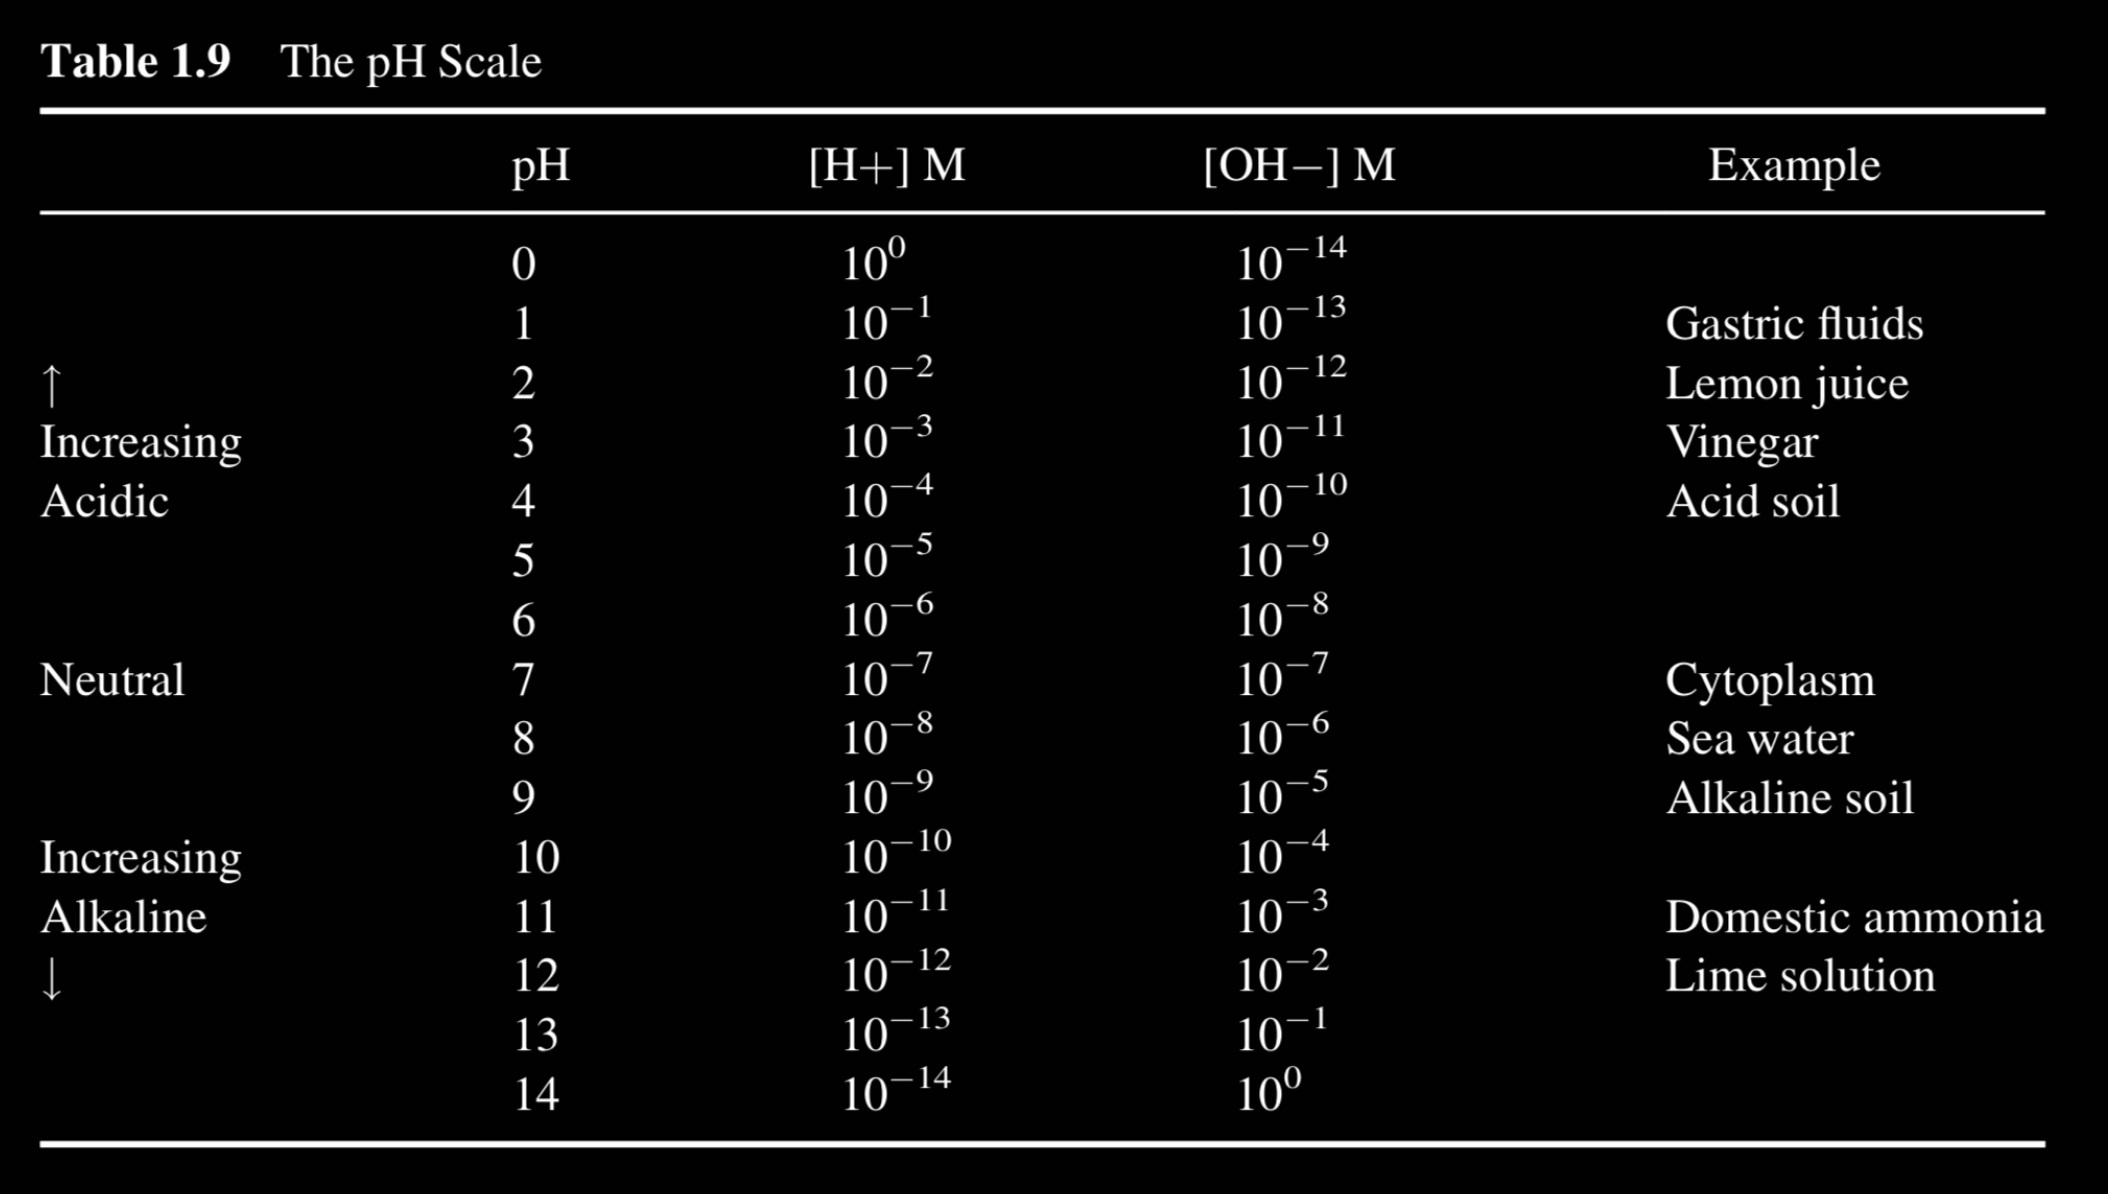 Table 1.9 The pH Scale
pH [H+] M [OH−] M Example
0 10⁰ 10⁻¹⁴
1 10⁻¹ 10⁻¹³ Gastric fluids
↑ 2 10⁻² 10⁻¹² Lemon juice
Increasing 3 10⁻³ 10⁻¹¹ Vinegar
Acidic 4 10⁻⁴ 10⁻¹⁰ Acid soil
5 10⁻⁵ 10⁻⁹
6 10⁻⁶ 10⁻⁸
Neutral 7 10⁻⁷ 10⁻⁷ Cytoplasm
8 10⁻⁸ 10⁻⁶ Sea water
9 10⁻⁹ 10⁻⁵ Alkaline soil
Increasing 10 10⁻¹⁰ 10⁻⁴
Alkaline 11 10⁻¹¹ 10⁻³ Domestic ammonia
↓ 12 10⁻¹² 10⁻² Lime solution
13 10⁻¹³ 10⁻¹
14 10⁻¹⁴ 10⁰